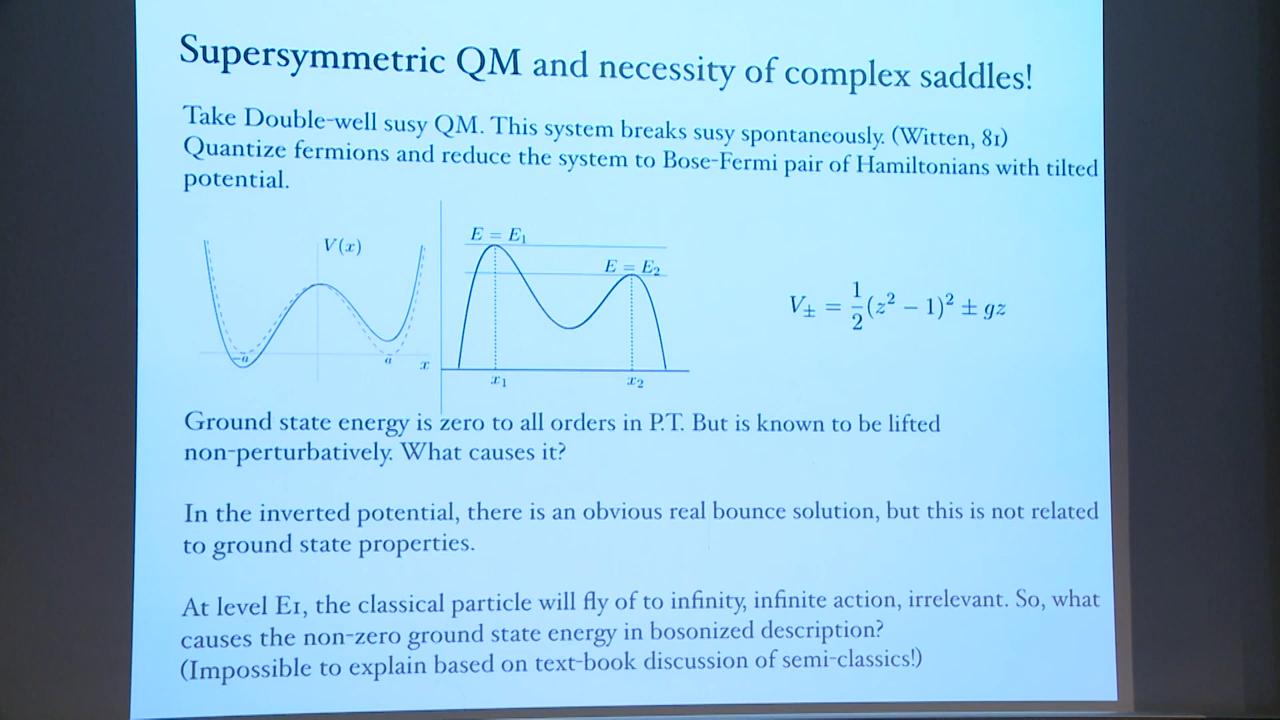 Supersymmetric QM and necessity of complex saddles!
Take Double-well susy QM. This system breaks susy spontaneously. (Witten, 81)
Quantize fermions and reduce the system to Bose-Fermi pair of Hamiltonians with tilted
potential.
V(x)
-a
a
x
E = E₁
E = E₂
x₁
x₂
V± = 1/2 (z² − 1)² ± gz
Ground state energy is zero to all orders in P.T. But is known to be lifted
non-perturbatively. What causes it?
In the inverted potential, there is an obvious real bounce solution, but this is not related
to ground state properties.
At level E1, the classical particle will fly of to infinity, infinite action, irrelevant. So, what
causes the non-zero ground state energy in bosonized description?
(Impossible to explain based on text-book discussion of semi-classics!)